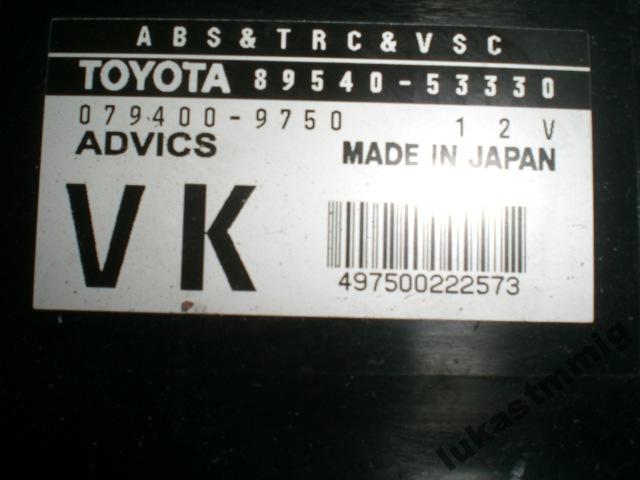 ABS&TRC&VSC
TOYOTA 89540-53330
079400-9750 12V
ADVICS MADE IN JAPAN
VK
497500222573
lukastmmig